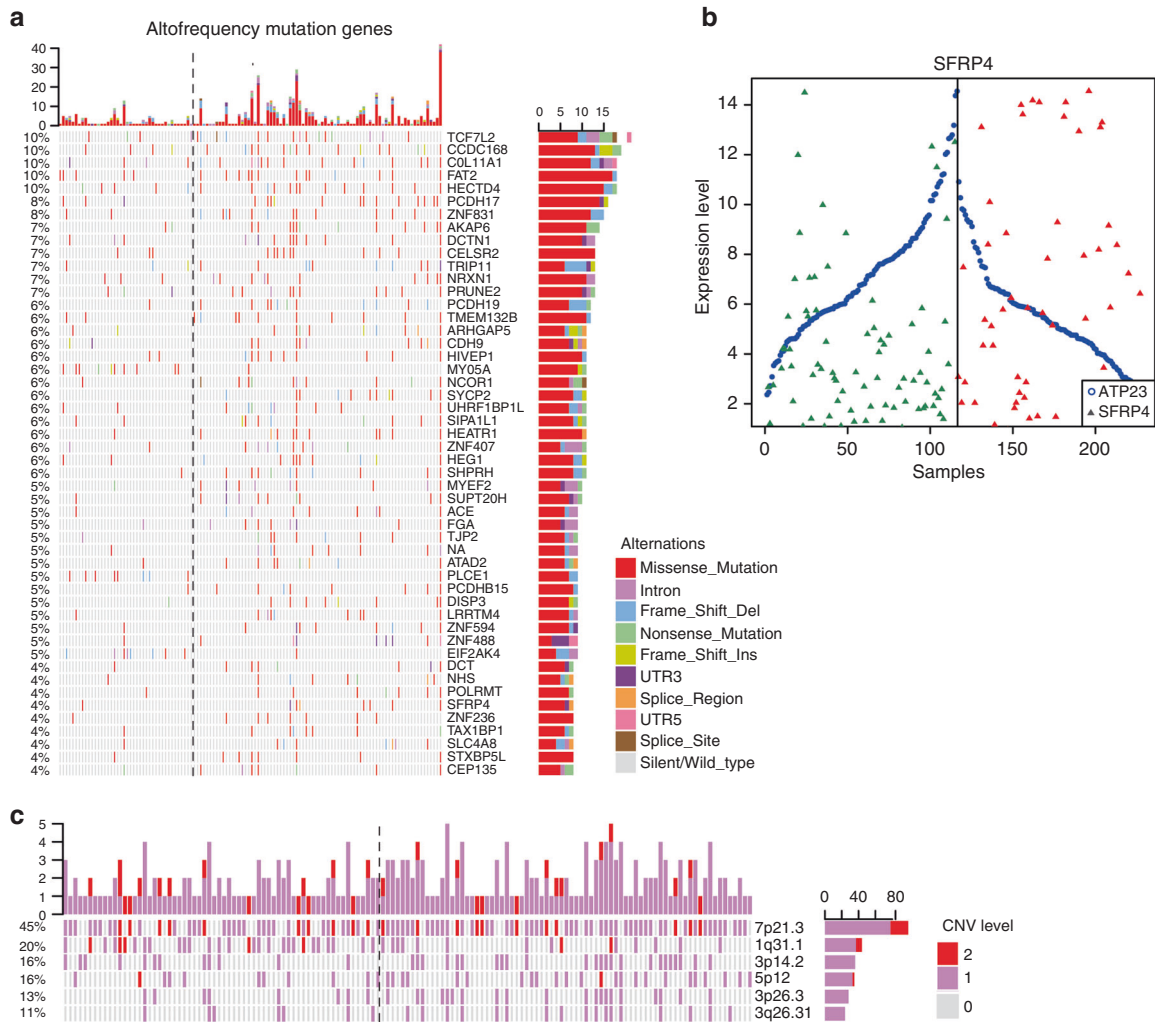 a
Altofrequency mutation genes
40
30
20
10
0
0 5 10 15
10% TCF7L2
10% CCDC168
10% C0L11A1
10% FAT2
10% HECTD4
8% PCDH17
8% ZNF831
7% AKAP6
7% DCTN1
7% CELSR2
7% TRIP11
7% NRXN1
7% PRUNE2
6% PCDH19
6% TMEM132B
6% ARHGAP5
6% CDH9
6% HIVEP1
6% MY05A
6% NCOR1
6% SYCP2
6% UHRF1BP1L
6% SIPA1L1
6% HEATR1
6% ZNF407
6% HEG1
6% SHPRH
5% MYEF2
5% SUPT20H
5% ACE
5% FGA
5% TJP2
5% NA
5% ATAD2
5% PLCE1
5% PCDHB15
5% DISP3
5% LRRTM4
5% ZNF594
5% ZNF488
5% EIF2AK4
4% DCT
4% NHS
4% POLRMT
4% SFRP4
4% ZNF236
4% TAX1BP1
4% SLC4A8
4% STXBP5L
4% CEP135
Alternations
Missense_Mutation
Intron
Frame_Shift_Del
Nonsense_Mutation
Frame_Shift_Ins
UTR3
Splice_Region
UTR5
Splice_Site
Silent/Wild_type
b
SFRP4
Expression level
14
12
10
8
6
4
2
0 50 100 150 200
Samples
ATP23
SFRP4
c
5
4
3
2
1
0
0 40 80
45% 7p21.3
20% 1q31.1
16% 3p14.2
16% 5p12
13% 3p26.3
11% 3q26.31
CNV level
2
1
0